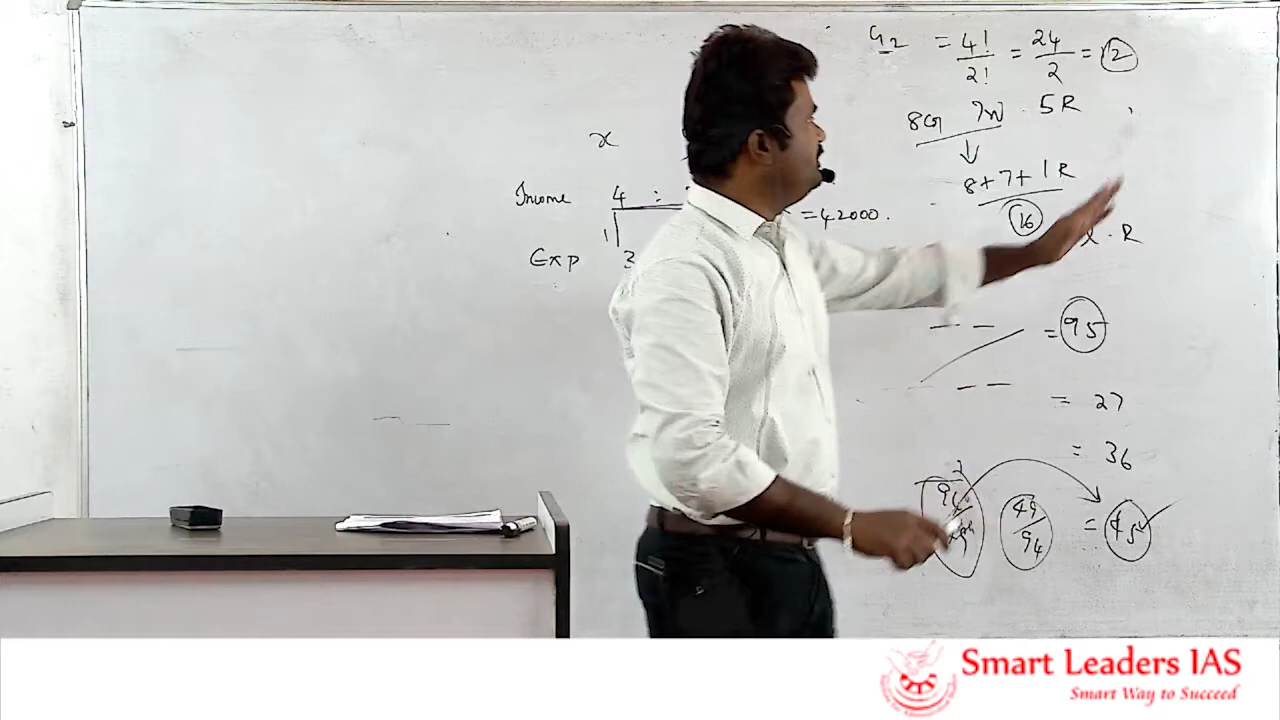 x
Income 4 :
= 42000.
1
Exp 3
= 4!/2! = 24/2 = 12
8G 7W 5R
↓
8+7+1R
16
R
— — = 95
— — = 27
= 36
49/94
= 45 ✓
Smart Leaders IAS
Smart Way to Succeed